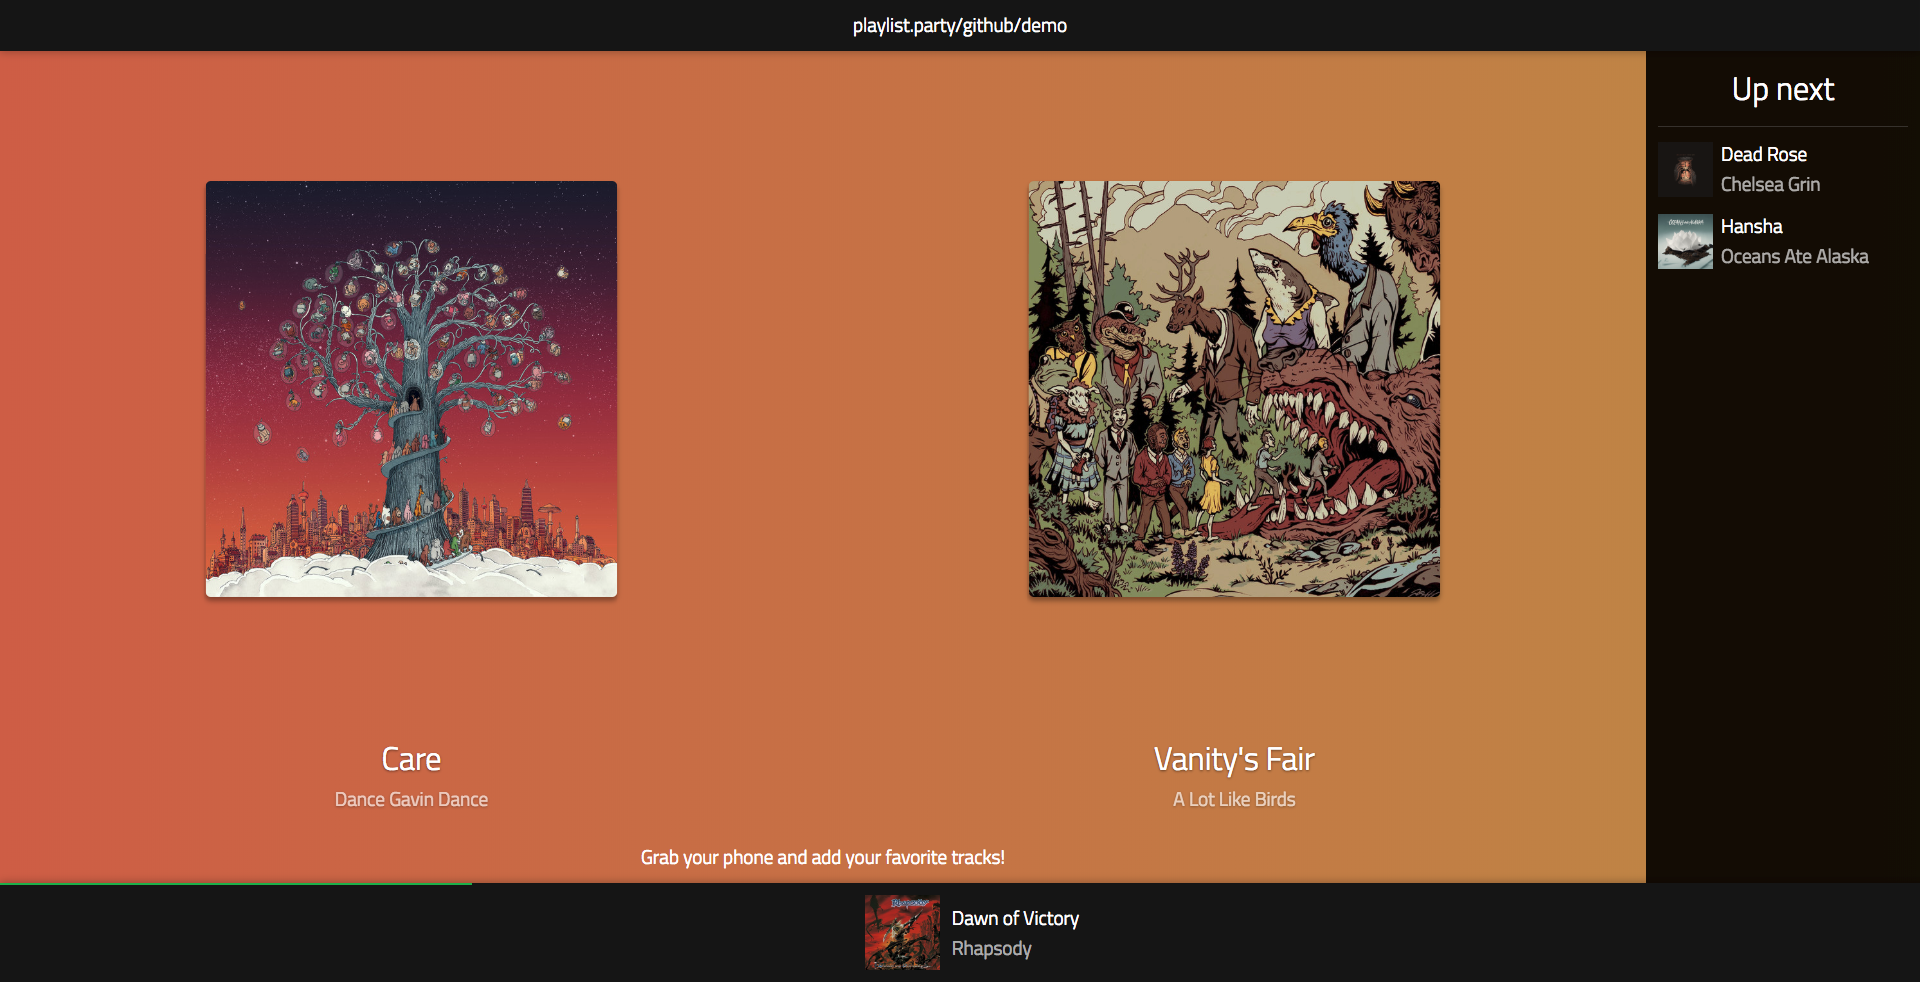 playlist.party/github/demo
Care
Dance Gavin Dance
Vanity's Fair
A Lot Like Birds
Grab your phone and add your favorite tracks!
Up next
Dead Rose
Chelsea Grin
Hansha
Oceans Ate Alaska
Rhapsody
Dawn of Victory
Rhapsody